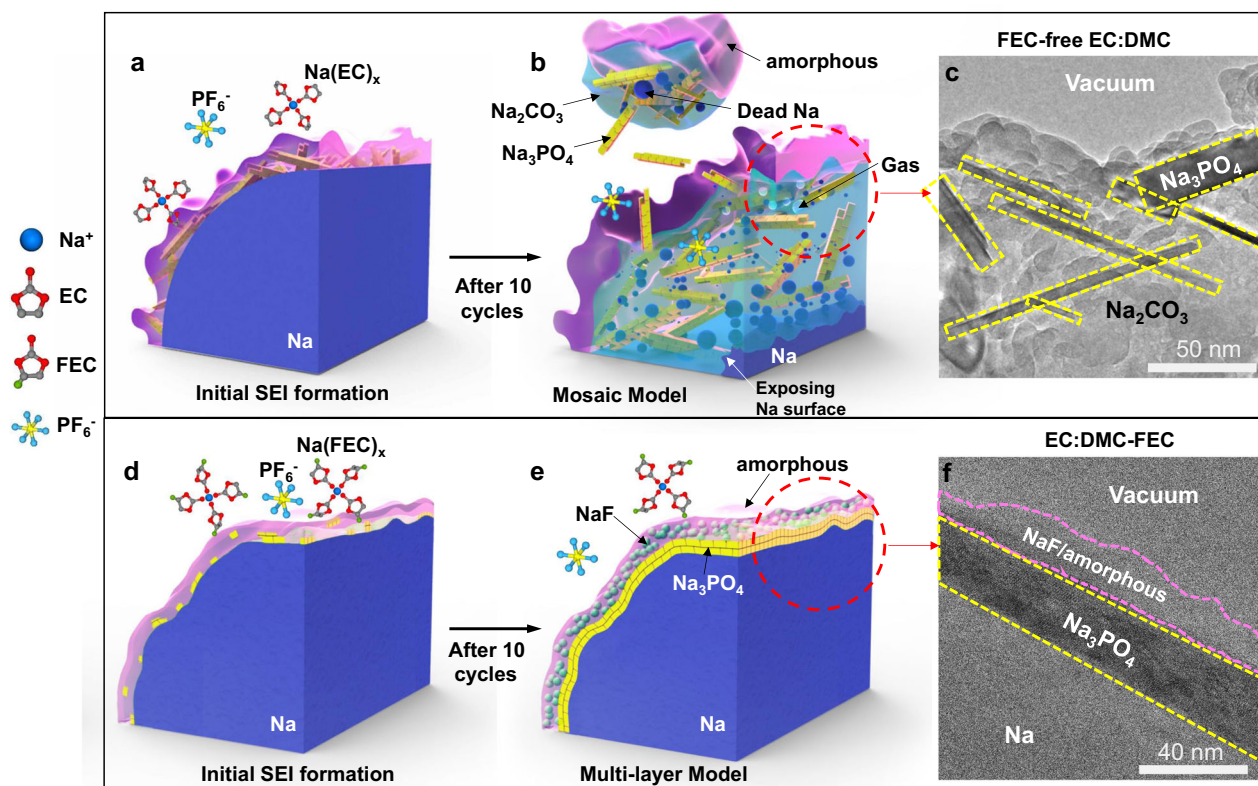 Na⁺
EC
FEC
PF₆⁻
a
PF₆⁻
Na(EC)ₓ
Na
Initial SEI formation
After 10
cycles
b
amorphous
Na₂CO₃
Dead Na
Na₃PO₄
Gas
Na
Exposing
Na surface
Mosaic Model
FEC-free EC:DMC
c
Vacuum
Na₃PO₄
Na₂CO₃
50 nm
d
Na(FEC)ₓ
PF₆⁻
Na
Initial SEI formation
After 10
cycles
e
amorphous
NaF
Na₃PO₄
Na
Multi-layer Model
EC:DMC-FEC
f
Vacuum
NaF/amorphous
Na₃PO₄
Na
40 nm